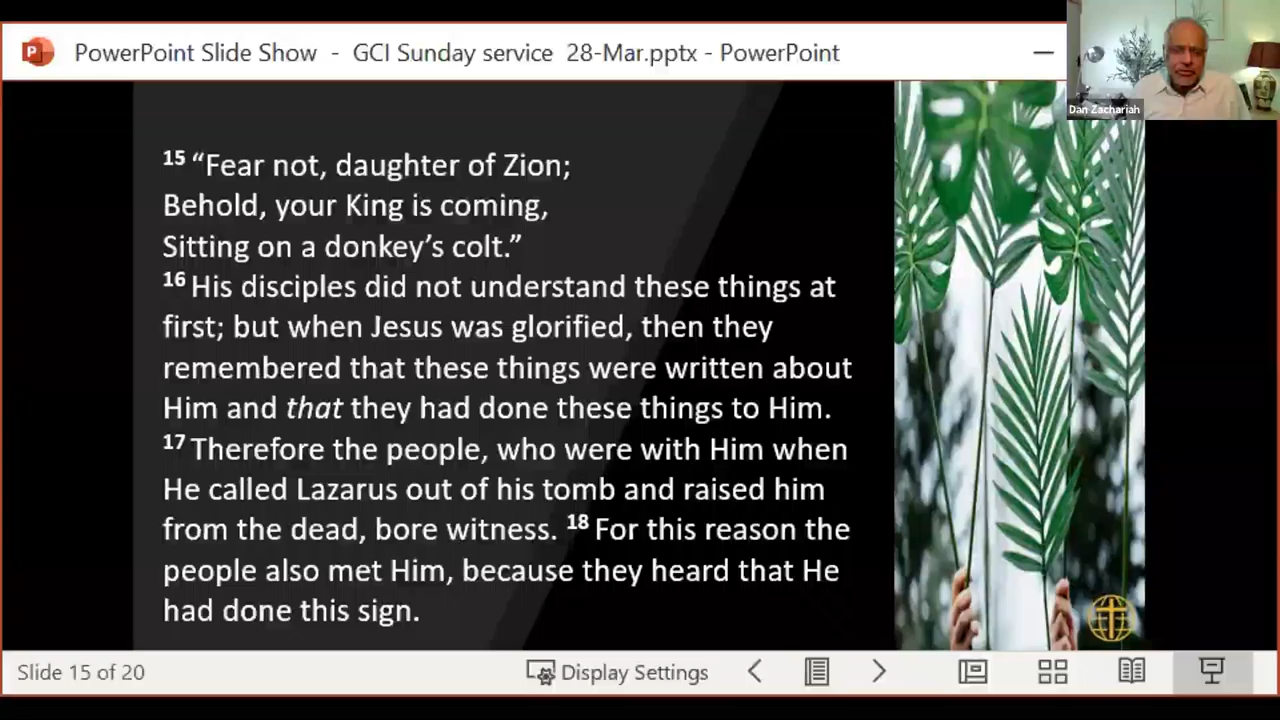 PowerPoint Slide Show - GCI Sunday service 28-Mar.pptx - PowerPoint
Dan Zachariah
15 “Fear not, daughter of Zion;
Behold, your King is coming,
Sitting on a donkey’s colt.”
16 His disciples did not understand these things at
first; but when Jesus was glorified, then they
remembered that these things were written about
Him and that they had done these things to Him.
17 Therefore the people, who were with Him when
He called Lazarus out of his tomb and raised him
from the dead, bore witness. 18 For this reason the
people also met Him, because they heard that He
had done this sign.
Slide 15 of 20
Display Settings